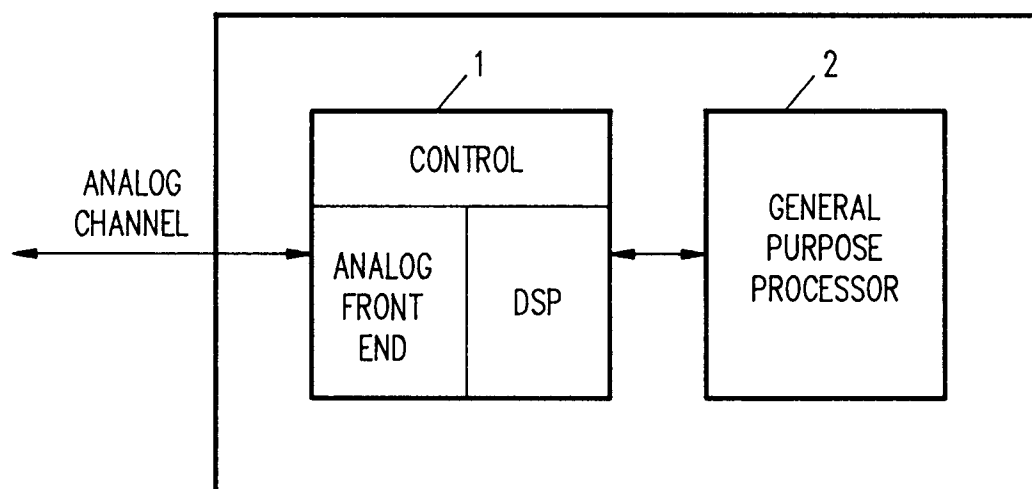 1
2
CONTROL
ANALOG
CHANNEL
ANALOG
FRONT
END
DSP
GENERAL
PURPOSE
PROCESSOR